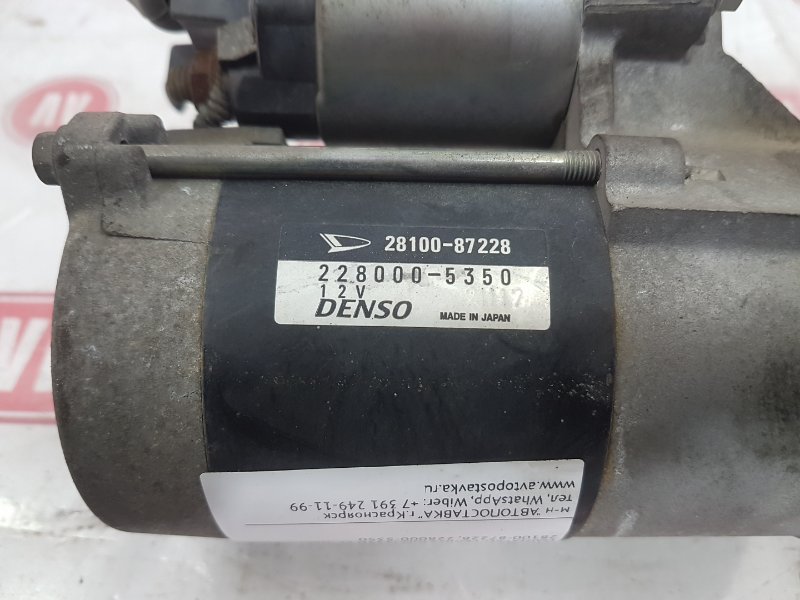 28100-87228
228000-5350
12V
DENSO MADE IN JAPAN
м-н "АВТОПОСТАВКА" г.Красноярск
тел, WhatsApp, Wiber: +7 391 249-11-99
www.avtopostavka.ru